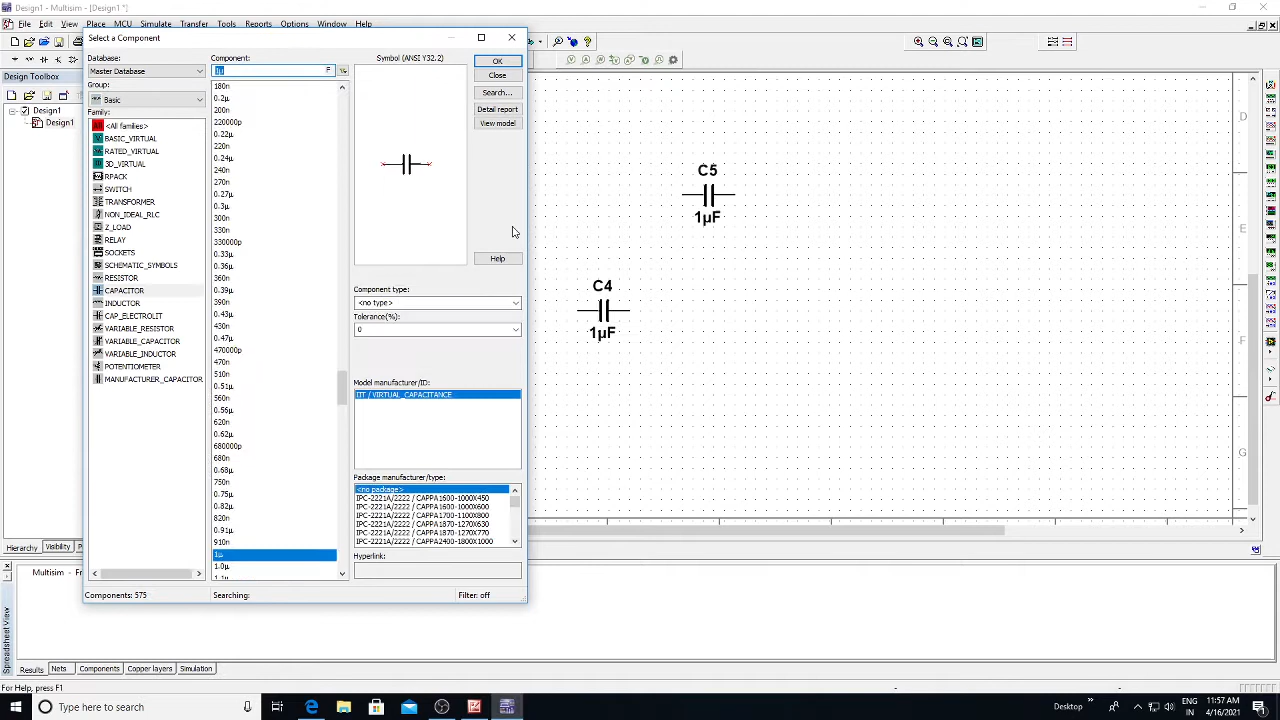 Design1 - Multisim - [Design1 *]
File Edit View Place MCU Simulate Transfer Tools Reports Options Window Help
Select a Component
Design Toolbox
Design1
Design1
Database:
Master Database
Group:
Basic
Family:
<All families>
BASIC_VIRTUAL
RATED_VIRTUAL
3D_VIRTUAL
RPACK
SWITCH
TRANSFORMER
NON_IDEAL_RLC
Z_LOAD
RELAY
SOCKETS
SCHEMATIC_SYMBOLS
RESISTOR
CAPACITOR
INDUCTOR
CAP_ELECTROLIT
VARIABLE_RESISTOR
VARIABLE_CAPACITOR
VARIABLE_INDUCTOR
POTENTIOMETER
MANUFACTURER_CAPACITOR
Component:
1µ F
180n
0.2µ
200n
220000p
0.22µ
220n
0.24µ
240n
270n
0.27µ
0.3µ
300n
330n
330000p
0.33µ
0.36µ
360n
0.39µ
390n
0.43µ
430n
0.47µ
470000p
470n
510n
0.51µ
560n
0.56µ
620n
0.62µ
680000p
0.68µ
750n
0.75µ
0.82µ
820n
0.91µ
910n
1µ
1.0µ
1.1µ
Symbol (ANSI Y32.2)
OK
Close
Search...
Detail report
View model
Help
Component type:
<no type>
Tolerance(%):
0
Model manufacturer/ID:
IIT / VIRTUAL_CAPACITANCE
Package manufacturer/type:
<no package>
IPC-2221A/2222 / CAPPA1600-1000X450
IPC-2221A/2222 / CAPPA1600-1000X600
IPC-2221A/2222 / CAPPA1700-1100X800
IPC-2221A/2222 / CAPPA1870-1270X630
IPC-2221A/2222 / CAPPA1870-1270X770
IPC-2221A/2222 / CAPPA2400-1800X1000
Hyperlink:
Components: 575 Searching: Filter: off
C5
1µF
C4
1µF
D
E
F
G
Hierarchy Visibility
Multisim - Fr
Spreadsheet View
Results Nets Components Copper layers Simulation
For Help, press F1
Type here to search
Desktop
ENG
IN
11:57 AM
4/16/2021